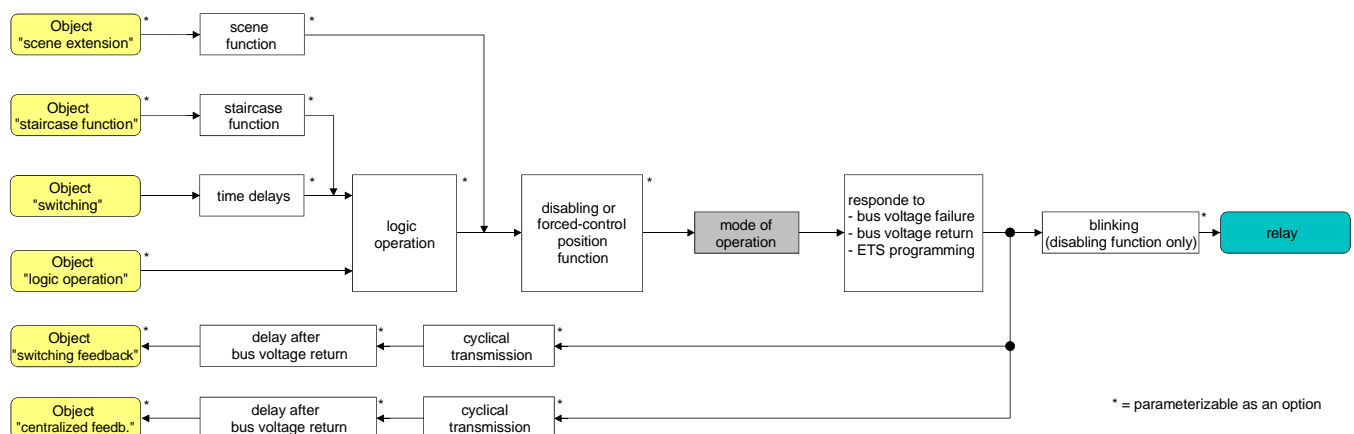 Object *
"scene extension"
scene *
function
Object *
"staircase function"
staircase *
function
Object *
"switching"
time delays *
Object *
"logic operation"
logic *
operation
disabling or *
forced-control
position
function
mode of
operation
responde to
- bus voltage failure
- bus voltage return
- ETS programming
blinking *
(disabling function only)
relay
Object *
"switching feedback"
delay after *
bus voltage return
cyclical *
transmission
Object *
"centralized feedb."
delay after *
bus voltage return
cyclical *
transmission
* = parameterizable as an option